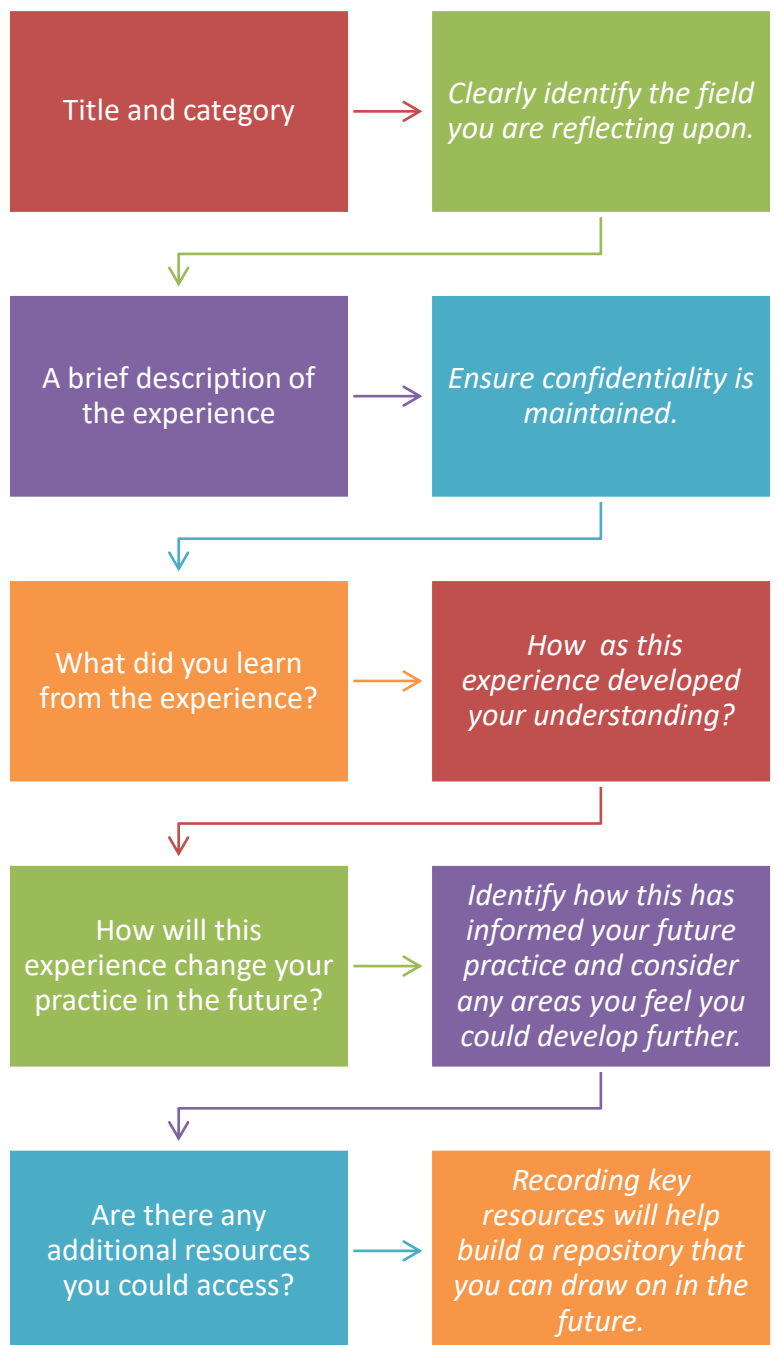 Title and category
Clearly identify the field
you are reflecting upon.
A brief description of
the experience
Ensure confidentiality is
maintained.
What did you learn
from the experience?
How  as this
experience developed
your understanding?
How will this
experience change your
practice in the future?
Identify how this has
informed your future
practice and consider
any areas you feel you
could develop further.
Are there any
additional resources
you could access?
Recording key
resources will help
build a repository that
you can draw on in the
future.